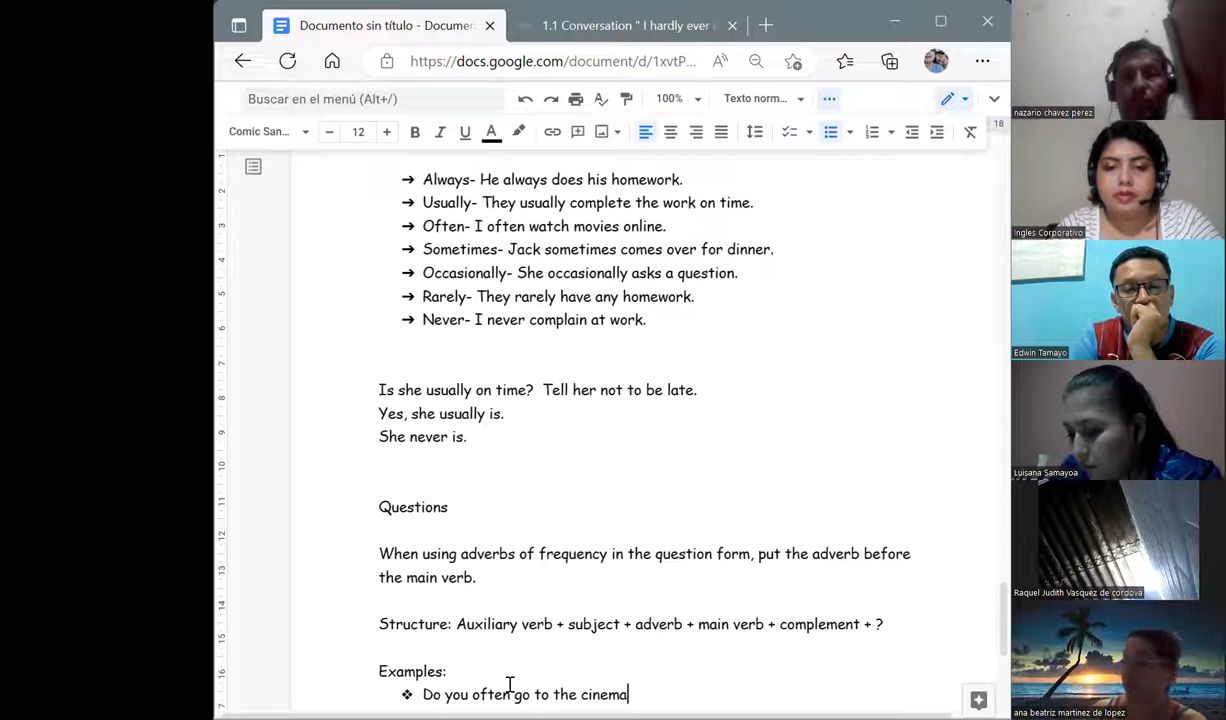 Documento sin título - Documen
1.1 Conversation " I hardly ever
https://docs.google.com/document/d/1xvtP...
Buscar en el menú (Alt+/)
100%
Texto norm...
Comic San...
12
18
➔ Always- He always does his homework.
➔ Usually- They usually complete the work on time.
➔ Often- I often watch movies online.
➔ Sometimes- Jack sometimes comes over for dinner.
➔ Occasionally- She occasionally asks a question.
➔ Rarely- They rarely have any homework.
➔ Never- I never complain at work.
Is she usually on time?  Tell her not to be late.
Yes, she usually is.
She never is.
Questions
When using adverbs of frequency in the question form, put the adverb before
the main verb.
Structure: Auxiliary verb + subject + adverb + main verb + complement + ?
Examples:
❖ Do you often go to the cinema
nazario chavez perez
Ingles Corporativo
Edwin Tamayo
Luisana Samayoa
Raquel Judith Vasquez de cordova
ana beatriz martinez de lopez